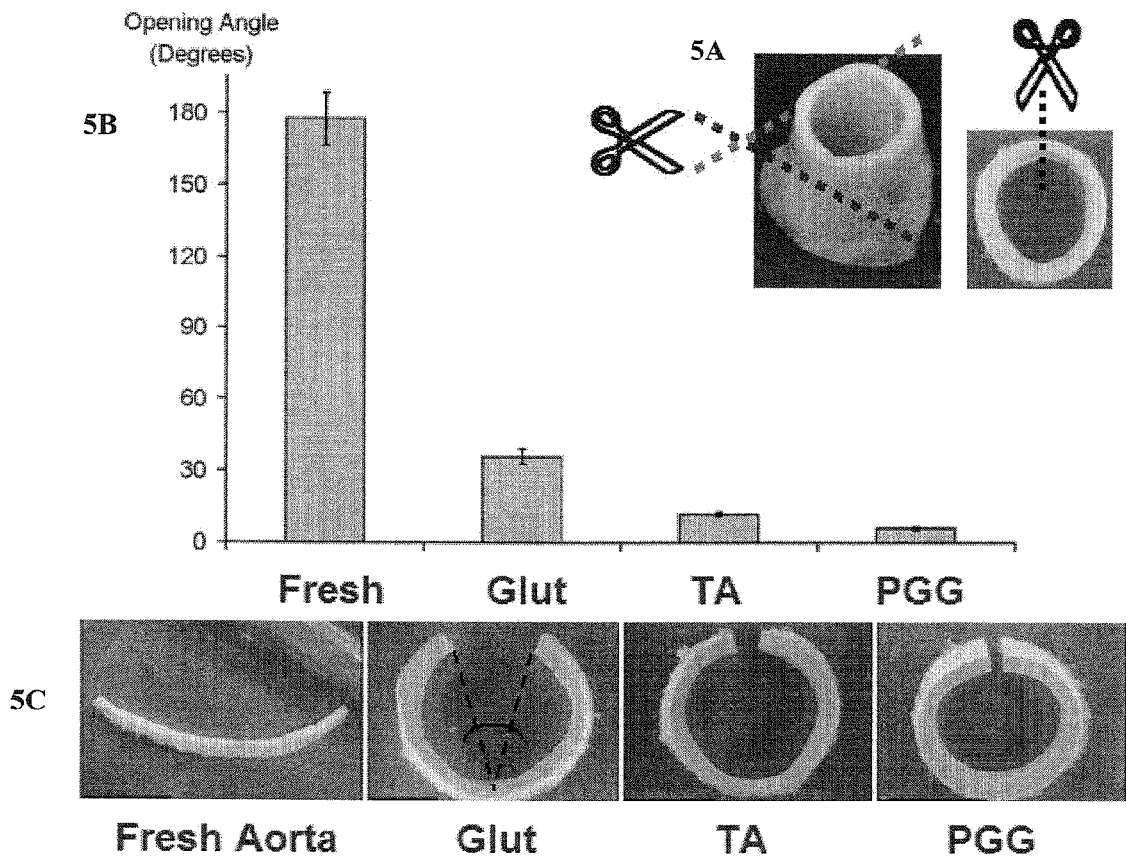 Opening Angle
(Degrees)
5A
5B
180
150
120
90
60
30
0
Fresh Glut TA PGG
5C
Fresh Aorta Glut TA PGG